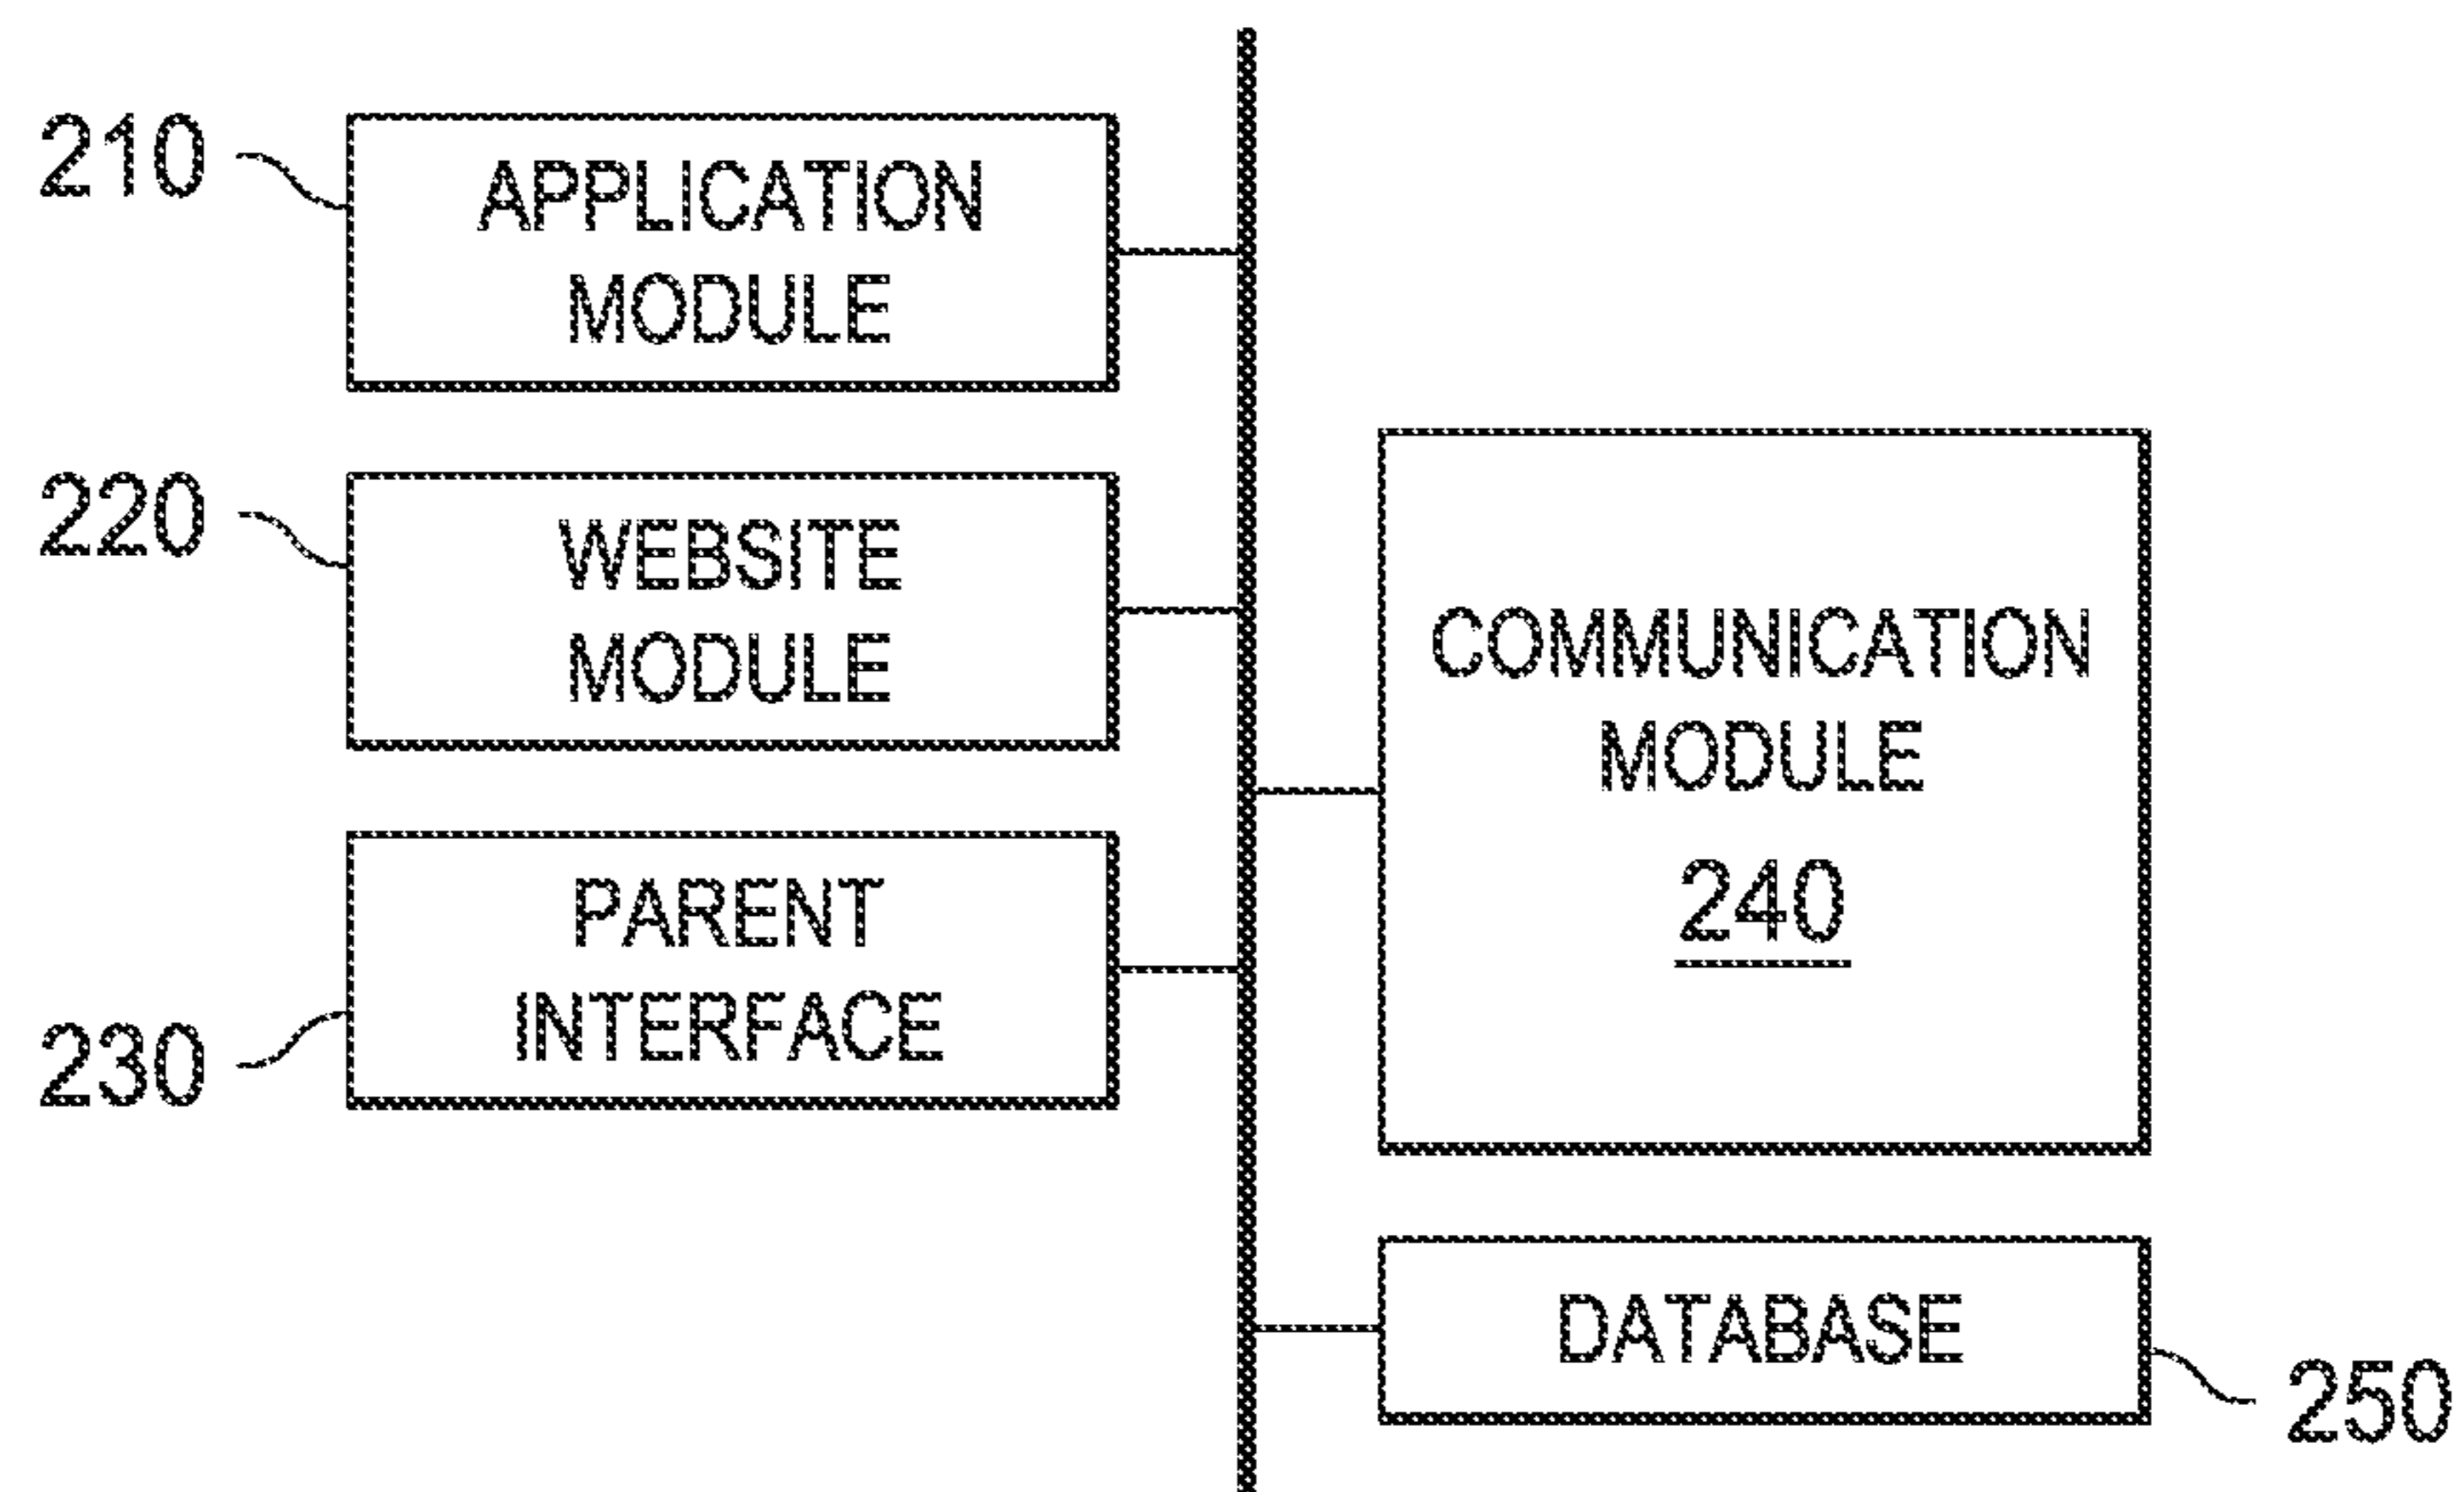 210
APPLICATION
MODULE
220
WEBSITE
MODULE
230
PARENT
INTERFACE
COMMUNICATION
MODULE
240
DATABASE
250